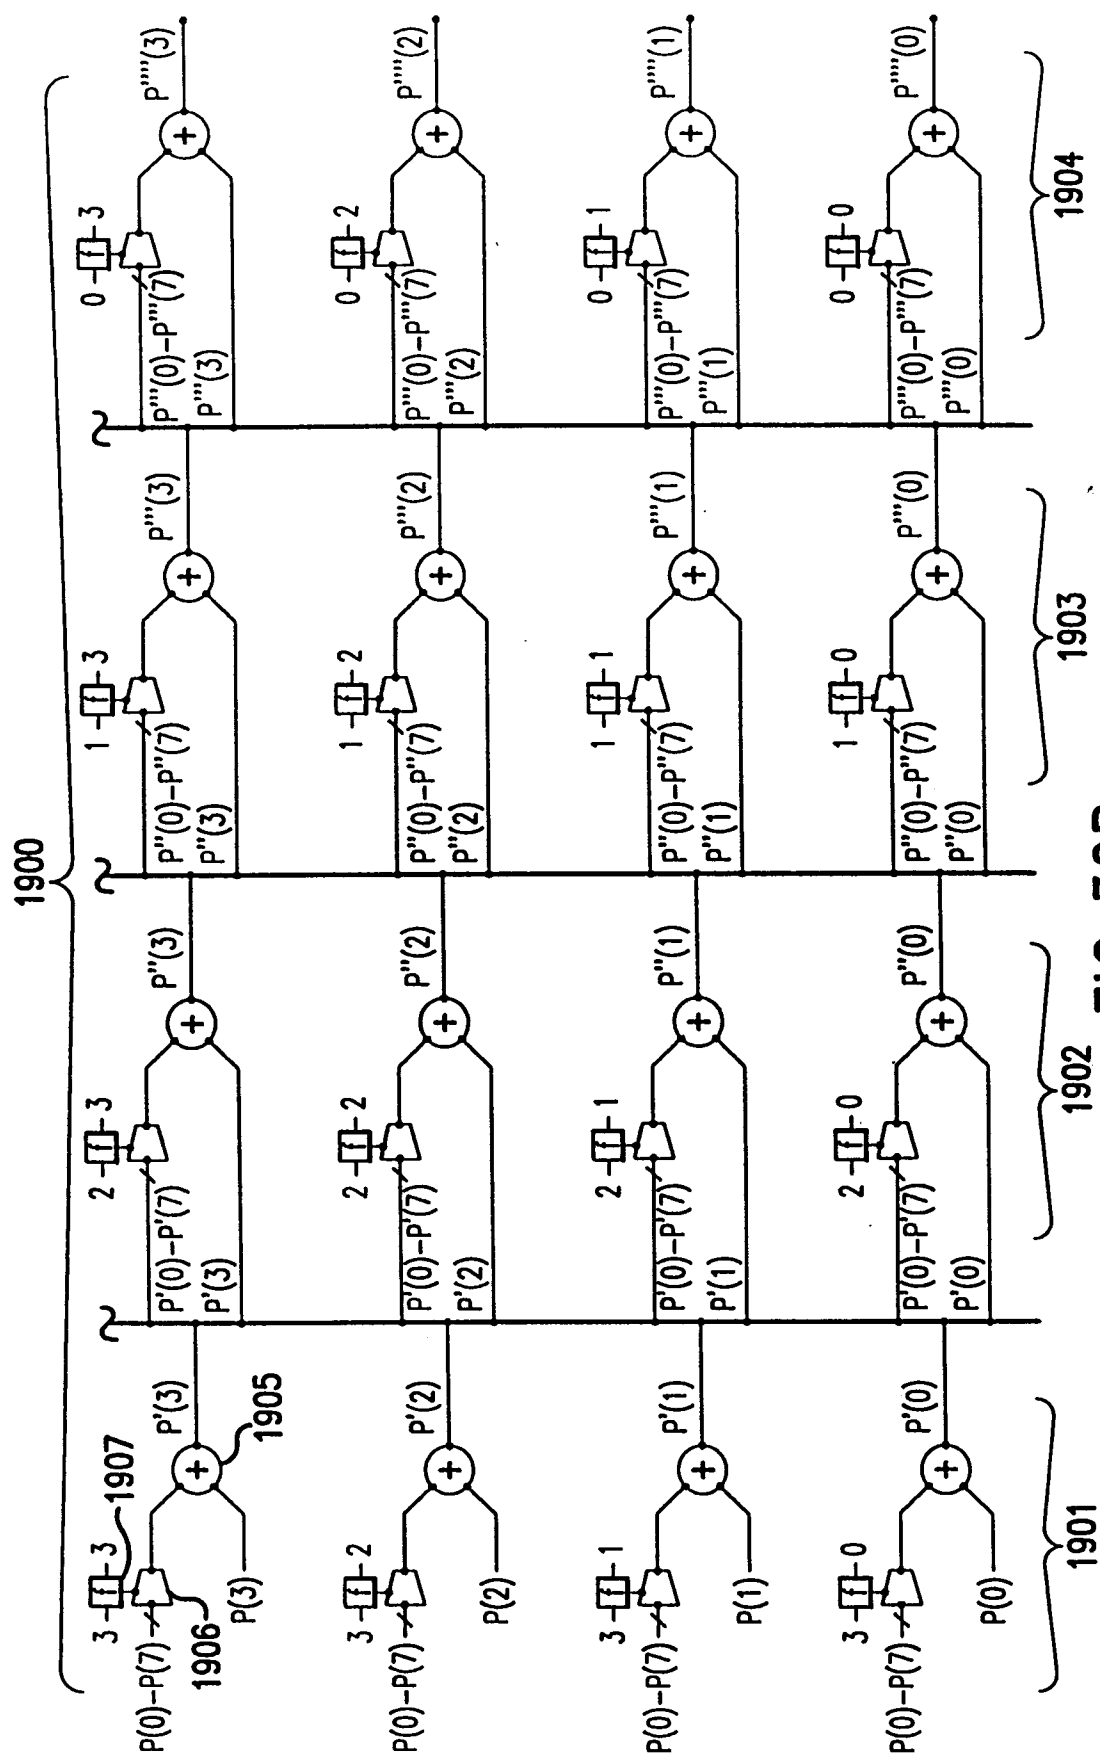 1900
P(0)–P(7)
3 f 3
1907
1906
P(3)
+
1905
P'(3)
2 f 3
P'(0)–P'(7)
P'(3)
+
P''(3)
1 f 3
P''(0)–P''(7)
P''(3)
+
P'''(3)
0 f 3
P'''(0)–P'''(7)
P'''(3)
+
P''''(3)
P(0)–P(7)
3 f 2
P(2)
+
P'(2)
2 f 2
P'(0)–P'(7)
P'(2)
+
P''(2)
1 f 2
P''(0)–P''(7)
P''(2)
+
P'''(2)
0 f 2
P'''(0)–P'''(7)
P'''(2)
+
P''''(2)
P(0)–P(7)
3 f 1
P(1)
+
P'(1)
2 f 1
P'(0)–P'(7)
P'(1)
+
P''(1)
1 f 1
P''(0)–P''(7)
P''(1)
+
P'''(1)
0 f 1
P'''(0)–P'''(7)
P'''(1)
+
P''''(1)
P(0)–P(7)
3 f 0
P(0)
+
P'(0)
2 f 0
P'(0)–P'(7)
P'(0)
+
P''(0)
1 f 0
P''(0)–P''(7)
P''(0)
+
P'''(0)
0 f 0
P'''(0)–P'''(7)
P'''(0)
+
P''''(0)
1901
1902
1903
1904